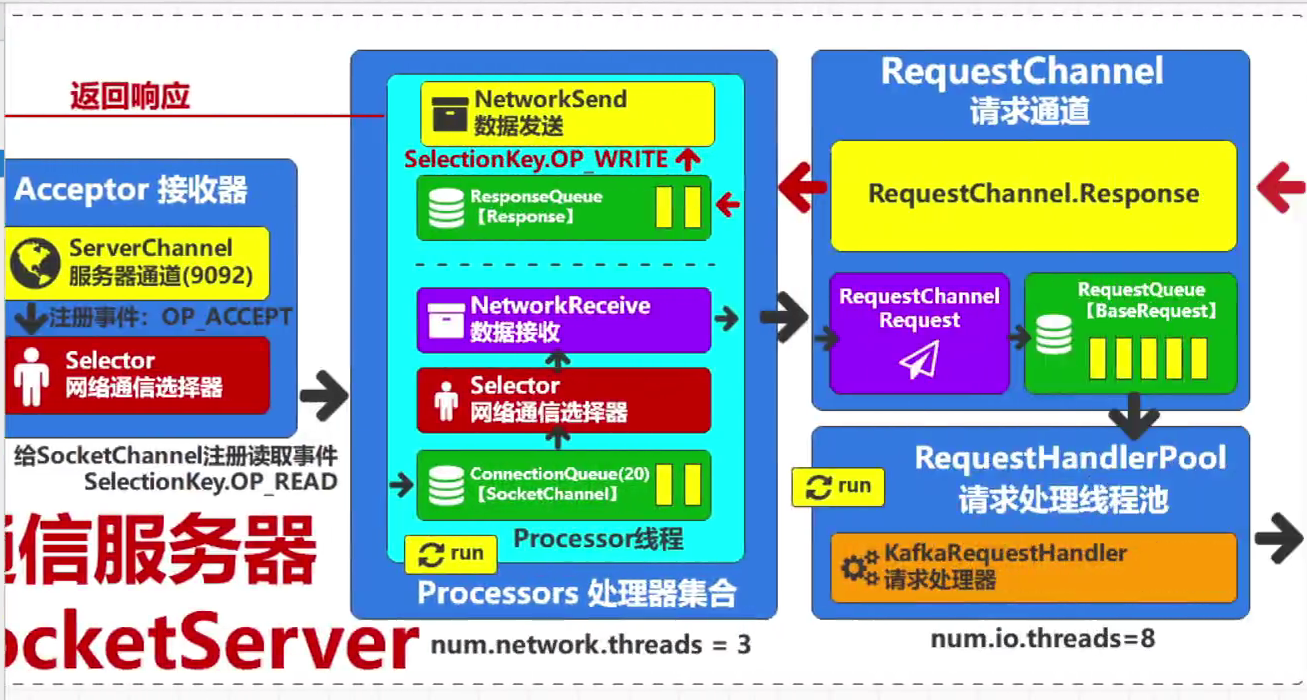 返回响应
Acceptor 接收器
ServerChannel
服务器通道(9092)
注册事件：OP_ACCEPT
Selector
网络通信选择器
给SocketChannel注册读取事件
SelectionKey.OP_READ
信服务器
ocketServer
NetworkSend
数据发送
SelectionKey.OP_WRITE
ResponseQueue
【Response】
NetworkReceive
数据接收
Selector
网络通信选择器
ConnectionQueue(20)
【SocketChannel】
run
Processor线程
Processors 处理器集合
num.network.threads = 3
RequestChannel
请求通道
RequestChannel.Response
RequestChannel
Request
RequestQueue
【BaseRequest】
RequestHandlerPool
请求处理线程池
run
KafkaRequestHandler
请求处理器
num.io.threads=8